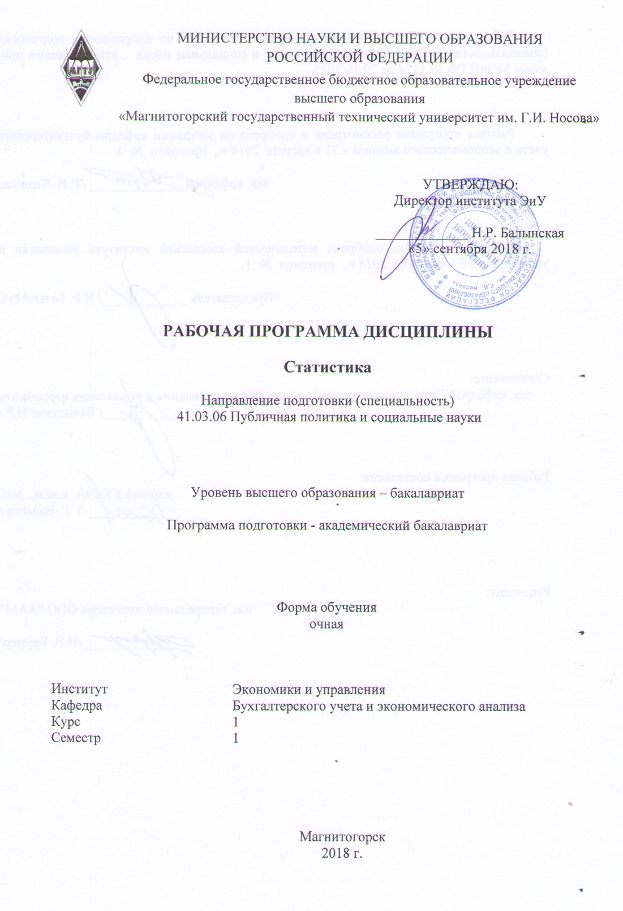 МИНИСТЕРСТВО НАУКИ И ВЫСШЕГО ОБРАЗОВАНИЯ
РОССИЙСКОЙ ФЕДЕРАЦИИ
Федеральное государственное бюджетное образовательное учреждение
высшего образования
«Магнитогорский государственный технический университет им. Г.И. Носова»
УТВЕРЖДАЮ:
Директор института ЭиУ
Н.Р. Балынская
«5» сентября 2018 г.
РАБОЧАЯ ПРОГРАММА ДИСЦИПЛИНЫ
Статистика
Направление подготовки (специальность)
41.03.06 Публичная политика и социальные науки
Уровень высшего образования – бакалавриат
Программа подготовки - академический бакалавриат
Форма обучения
очная
Институт Экономики и управления
Кафедра Бухгалтерского учета и экономического анализа
Курс 1
Семестр 1
Магнитогорск
2018 г.